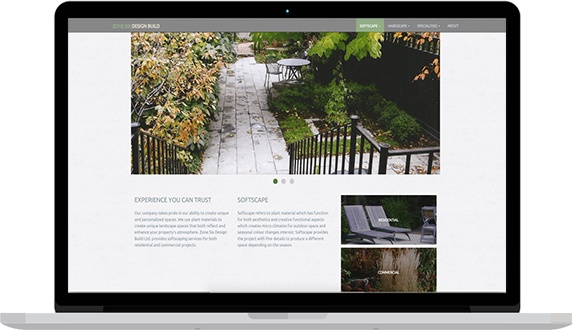 ZONE SIX DESIGN BUILD
SOFTSCAPE HARDSCAPE SPECIALTIES ABOUT
EXPERIENCE YOU CAN TRUST
Our company takes pride in our ability to create unique
and personalized spaces. We use plant materials to
create unique landscape spaces that both reflect and
enhance your property's atmosphere. Zone Six Design
Build Ltd. provides softscaping services for both
residential and commercial projects.
SOFTSCAPE
Softscape refers to plant material which has function
for both aesthetics and creative functional aspects
which creates micro climates for outdoor space and
seasonal colour changes interest. Softscape provides
the project with fine details to produce a different
space depending on the season.
RESIDENTIAL
COMMERCIAL